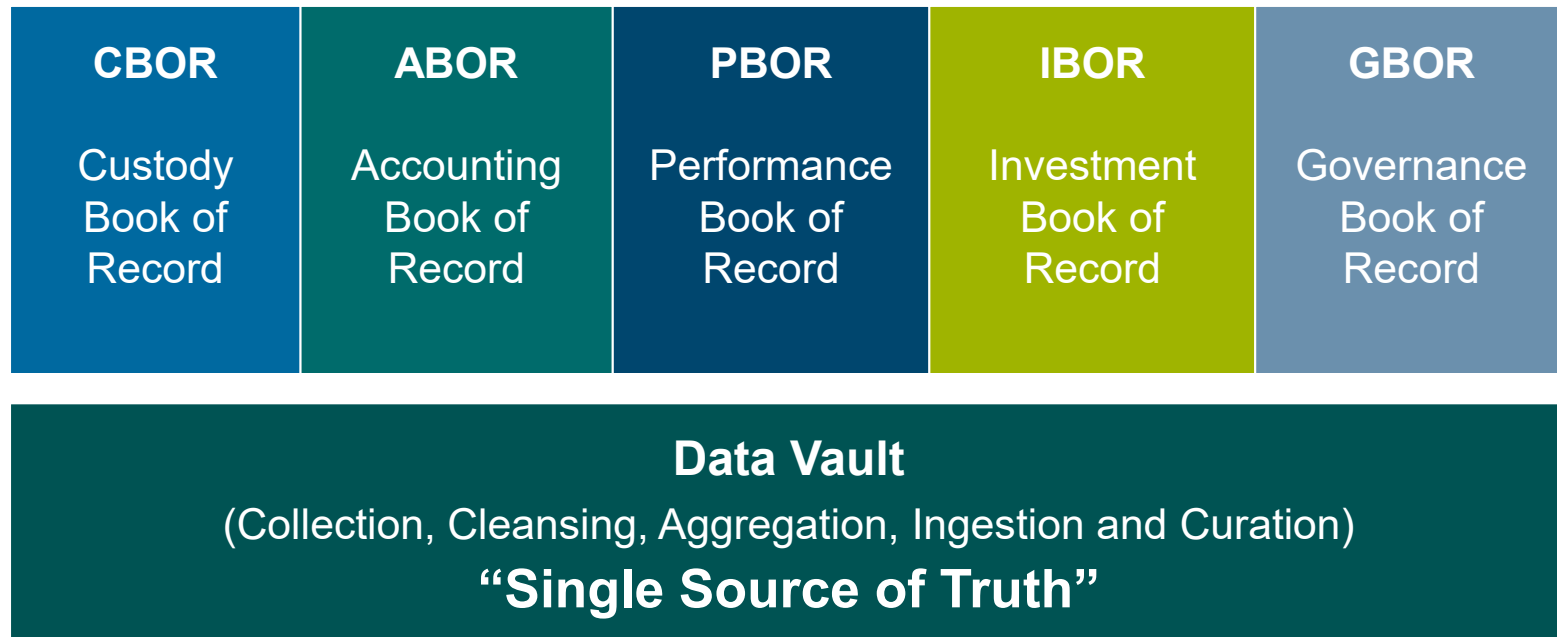 CBOR
Custody
Book of
Record
ABOR
Accounting
Book of
Record
PBOR
Performance
Book of
Record
IBOR
Investment
Book of
Record
GBOR
Governance
Book of
Record
Data Vault
(Collection, Cleansing, Aggregation, Ingestion and Curation)
“Single Source of Truth”